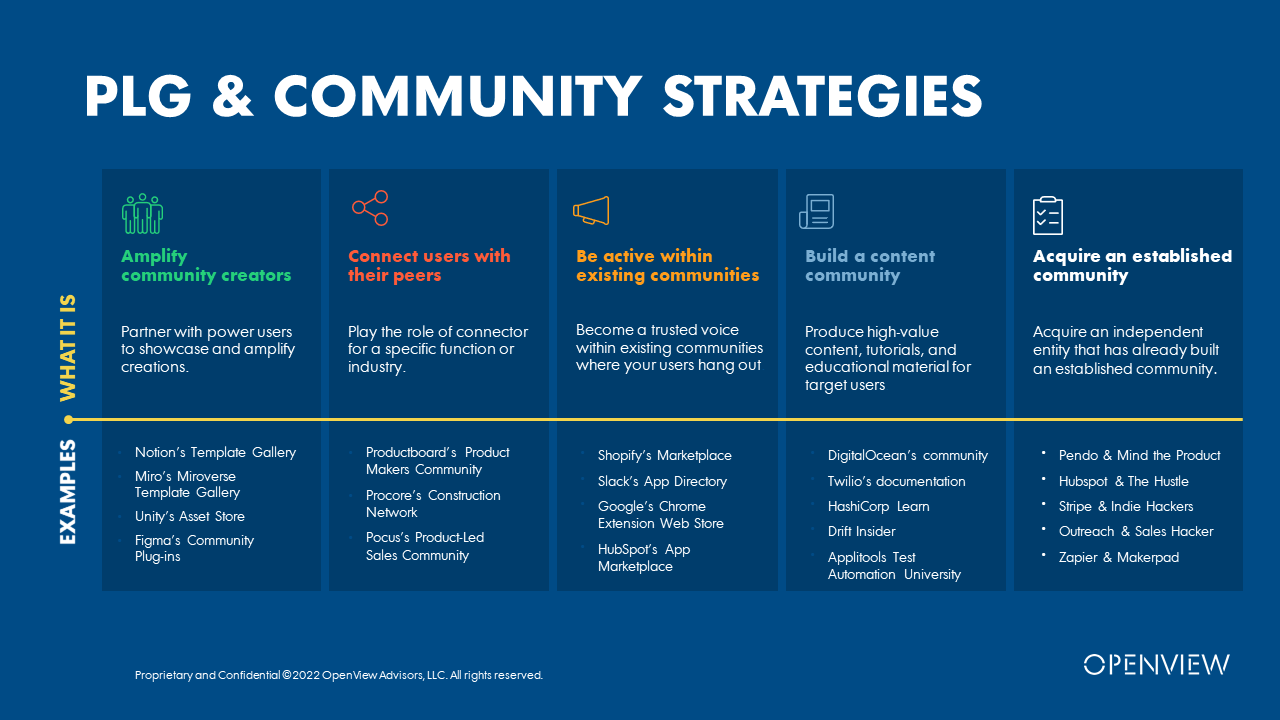 PLG & COMMUNITY STRATEGIES
WHAT IT IS
Amplify
community creators
Partner with power users
to showcase and amplify
creations.
Connect users with
their peers
Play the role of connector
for a specific function or
industry.
Be active within
existing communities
Become a trusted voice
within existing communities
where your users hang out
Build a content
community
Produce high-value
content, tutorials, and
educational material for
target users
Acquire an established
community
Acquire an independent
entity that has already built
an established community.
EXAMPLES
Notion's Template Gallery
Miro's Miroverse
Template Gallery
Unity's Asset Store
Figma's Community
Plug-ins
Productboard's Product
Makers Community
Procore's Construction
Network
Pocus's Product-Led
Sales Community
Shopify's Marketplace
Slack's App Directory
Google's Chrome
Extension Web Store
HubSpot's App
Marketplace
DigitalOcean's community
Twilio's documentation
HashiCorp Learn
Drift Insider
Applitools Test
Automation University
• Pendo & Mind the Product
• Hubspot & The Hustle
• Stripe & Indie Hackers
• Outreach & Sales Hacker
• Zapier & Makerpad
Proprietary and Confidential ©2022 OpenView Advisors, LLC. All rights reserved.
OPENVIEW